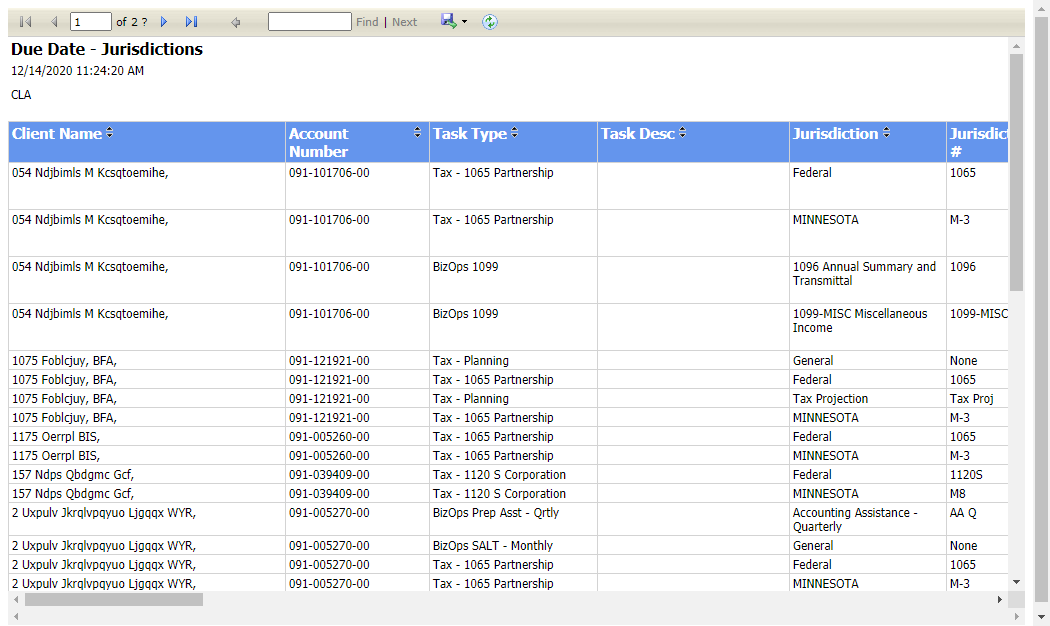 1 of 2 ? Find | Next
Due Date - Jurisdictions
12/14/2020 11:24:20 AM
CLA
Client Name Account Number Task Type Task Desc Jurisdiction Jurisdict #
054 Ndjbimls M Kcsqtoemihe, 091-101706-00 Tax - 1065 Partnership Federal 1065
054 Ndjbimls M Kcsqtoemihe, 091-101706-00 Tax - 1065 Partnership MINNESOTA M-3
054 Ndjbimls M Kcsqtoemihe, 091-101706-00 BizOps 1099 1096 Annual Summary and 1096
Transmittal
054 Ndjbimls M Kcsqtoemihe, 091-101706-00 BizOps 1099 1099-MISC Miscellaneous 1099-MISC
Income
1075 Foblcjuy, BFA, 091-121921-00 Tax - Planning General None
1075 Foblcjuy, BFA, 091-121921-00 Tax - 1065 Partnership Federal 1065
1075 Foblcjuy, BFA, 091-121921-00 Tax - Planning Tax Projection Tax Proj
1075 Foblcjuy, BFA, 091-121921-00 Tax - 1065 Partnership MINNESOTA M-3
1175 Oerrpl BIS, 091-005260-00 Tax - 1065 Partnership Federal 1065
1175 Oerrpl BIS, 091-005260-00 Tax - 1065 Partnership MINNESOTA M-3
157 Ndps Qbdgmc Gcf, 091-039409-00 Tax - 1120 S Corporation Federal 1120S
157 Ndps Qbdgmc Gcf, 091-039409-00 Tax - 1120 S Corporation MINNESOTA M8
2 Uxpulv Jkrqlvpqyuo Ljgqqx WYR, 091-005270-00 BizOps Prep Asst - Qrtly Accounting Assistance - AA Q
Quarterly
2 Uxpulv Jkrqlvpqyuo Ljgqqx WYR, 091-005270-00 BizOps SALT - Monthly General None
2 Uxpulv Jkrqlvpqyuo Ljgqqx WYR, 091-005270-00 Tax - 1065 Partnership Federal 1065
2 Uxpulv Jkrqlvpqyuo Ljgqqx WYR, 091-005270-00 Tax - 1065 Partnership MINNESOTA M-3